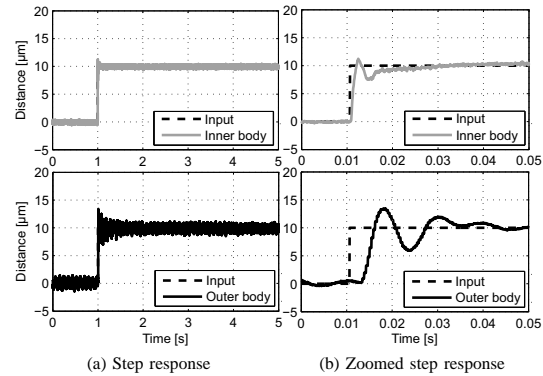 20
15
10
5
0
−5
0 1 2 3 4 5
Distance [µm]
Input
Inner body
20
15
10
5
0
−5
0 0.01 0.02 0.03 0.04 0.05
Input
Inner body
20
15
10
5
0
−5
0 1 2 3 4 5
Distance [µm]
Time [s]
Input
Outer body
20
15
10
5
0
−5
0 0.01 0.02 0.03 0.04 0.05
Time [s]
Input
Outer body
(a) Step response
(b) Zoomed step response